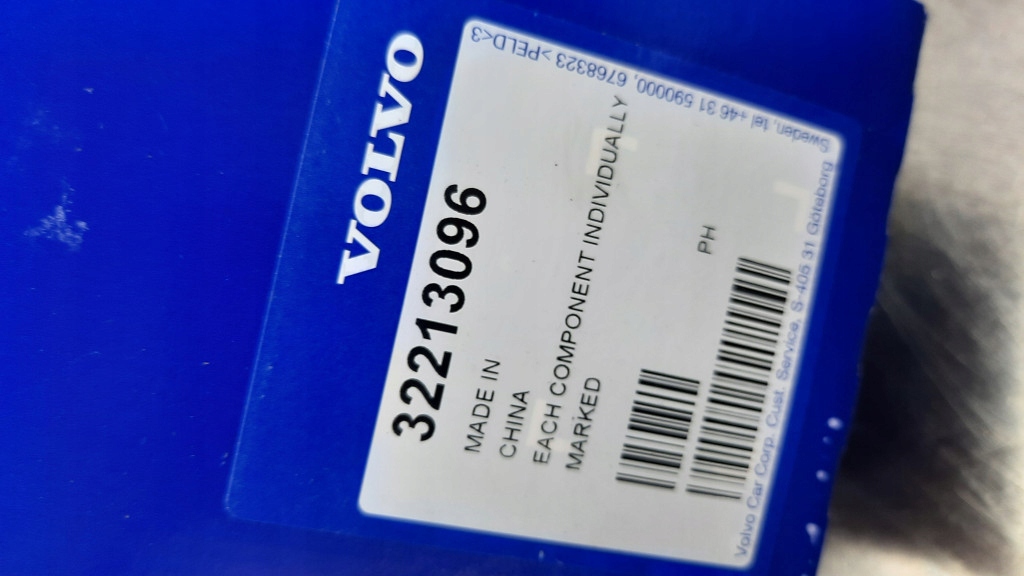 VOLVO
32213096
MADE IN
CHINA
EACH COMPONENT INDIVIDUALLY
MARKED
PH
Volvo Car Corp. Cust. Service, S-405 31 Göteborg
Sweden, tel +46 31 590000, 6768323 >PELD<3